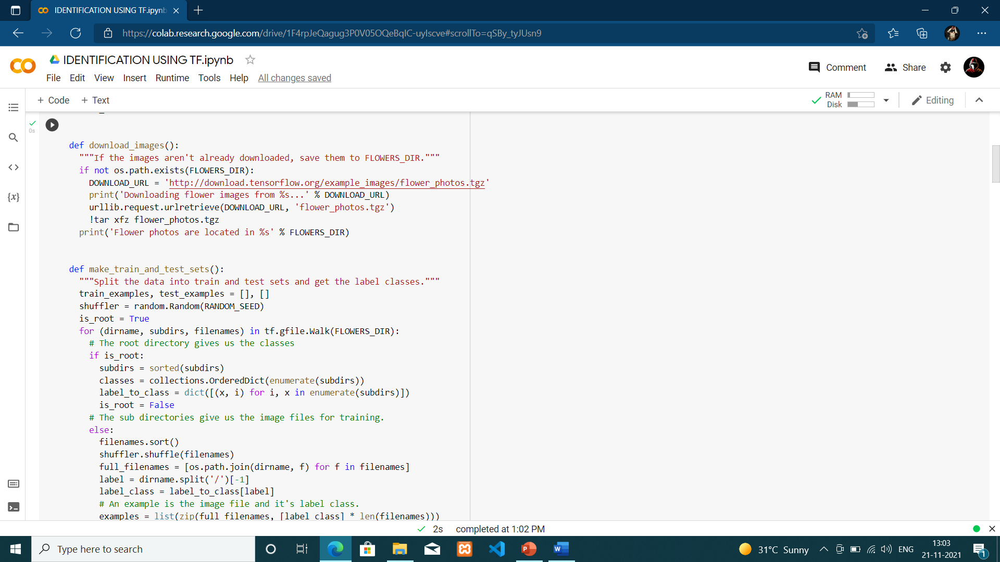 IDENTIFICATION USING TF.ipynb
https://colab.research.google.com/drive/1F4rpJeQagug3P0V05OQeBqIC-uyIscve#scrollTo=qSBy_tyJUsn9
IDENTIFICATION USING TF.ipynb
Comment Share
File Edit View Insert Runtime Tools Help All changes saved
+ Code + Text
RAM
Disk
Editing
0s
def download_images():
"""If the images aren't already downloaded, save them to FLOWERS_DIR."""
if not os.path.exists(FLOWERS_DIR):
DOWNLOAD_URL = 'http://download.tensorflow.org/example_images/flower_photos.tgz'
print('Downloading flower images from %s...' % DOWNLOAD_URL)
urllib.request.urlretrieve(DOWNLOAD_URL, 'flower_photos.tgz')
!tar xfz flower_photos.tgz
print('Flower photos are located in %s' % FLOWERS_DIR)
def make_train_and_test_sets():
"""Split the data into train and test sets and get the label classes."""
train_examples, test_examples = [], []
shuffler = random.Random(RANDOM_SEED)
is_root = True
for (dirname, subdirs, filenames) in tf.gfile.Walk(FLOWERS_DIR):
# The root directory gives us the classes
if is_root:
subdirs = sorted(subdirs)
classes = collections.OrderedDict(enumerate(subdirs))
label_to_class = dict([(x, i) for i, x in enumerate(subdirs)])
is_root = False
# The sub directories give us the image files for training.
else:
filenames.sort()
shuffler.shuffle(filenames)
full_filenames = [os.path.join(dirname, f) for f in filenames]
label = dirname.split('/')[-1]
label_class = label_to_class[label]
# An example is the image file and it's label class.
examples = list(zip(full_filenames, [label_class] * len(filenames)))
2s completed at 1:02 PM
Type here to search
31°C Sunny
ENG
13:03
21-11-2021
1